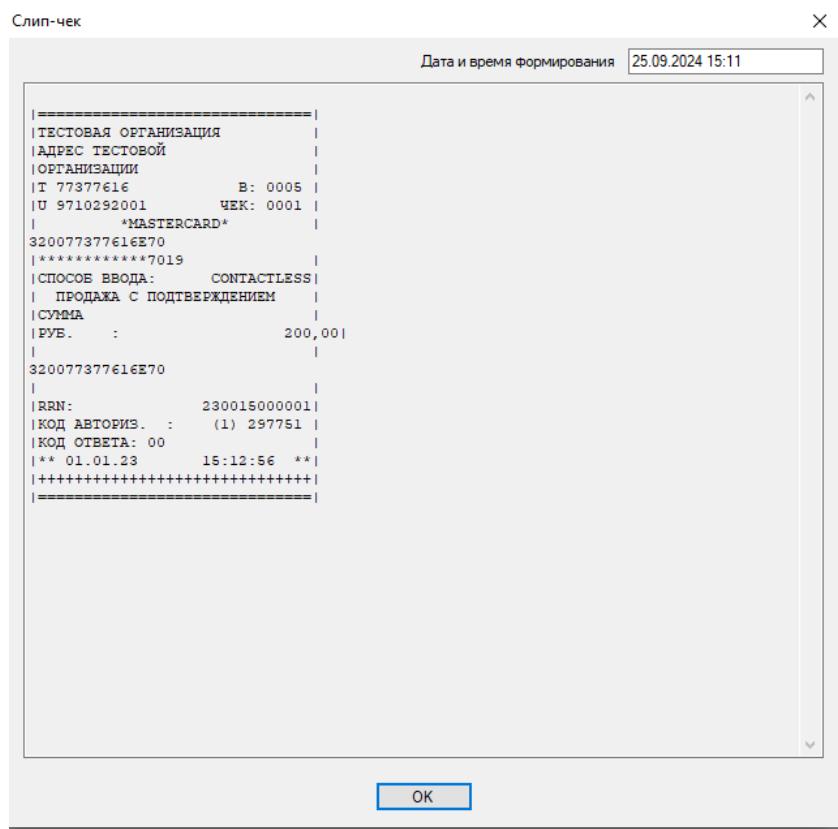 Слип-чек
Дата и время формирования 25.09.2024 15:11
|==============================|
|ТЕСТОВАЯ ОРГАНИЗАЦИЯ          |
|АДРЕС ТЕСТОВОЙ                |
|ОРГАНИЗАЦИИ                   |
|T 77377616            B: 0005 |
|U 9710292001        ЧЕК: 0001 |
|         *MASTERCARD*         |
320077377616E70
|************7019              |
|СПОСОБ ВВОДА:      CONTACTLESS|
|  ПРОДАЖА С ПОДТВЕРЖДЕНИЕМ    |
|СУММА                         |
|РУБ.    :                  200,00|
|                              |
320077377616E70
|                              |
|RRN:              230015000001|
|КОД АВТОРИЗ.  :    (1) 297751 |
|КОД ОТВЕТА: 00                |
|** 01.01.23       15:12:56  **|
|++++++++++++++++++++++++++++++|
|==============================|
OK